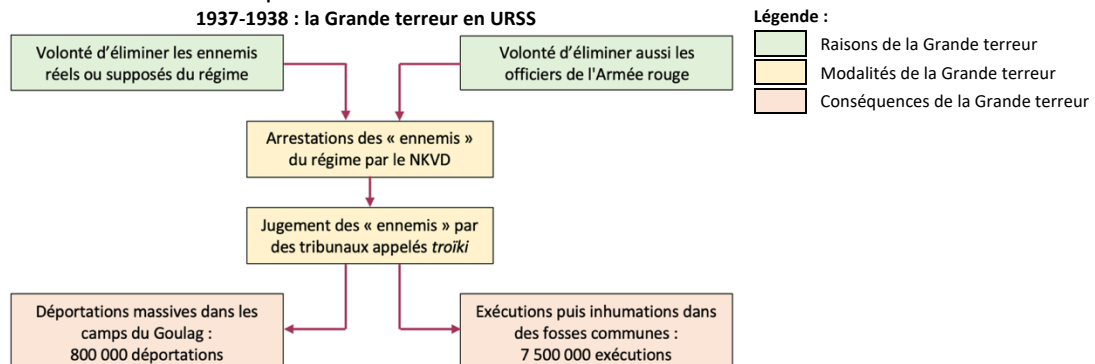 1937-1938 : la Grande terreur en URSS
Volonté d’éliminer les ennemis
réels ou supposés du régime
Volonté d’éliminer aussi les
officiers de l'Armée rouge
Légende :
Raisons de la Grande terreur
Modalités de la Grande terreur
Conséquences de la Grande terreur
Arrestations des « ennemis »
du régime par le NKVD
Jugement des « ennemis » par
des tribunaux appelés troïki
Déportations massives dans les
camps du Goulag :
800 000 déportations
Exécutions puis inhumations dans
des fosses communes :
7 500 000 exécutions